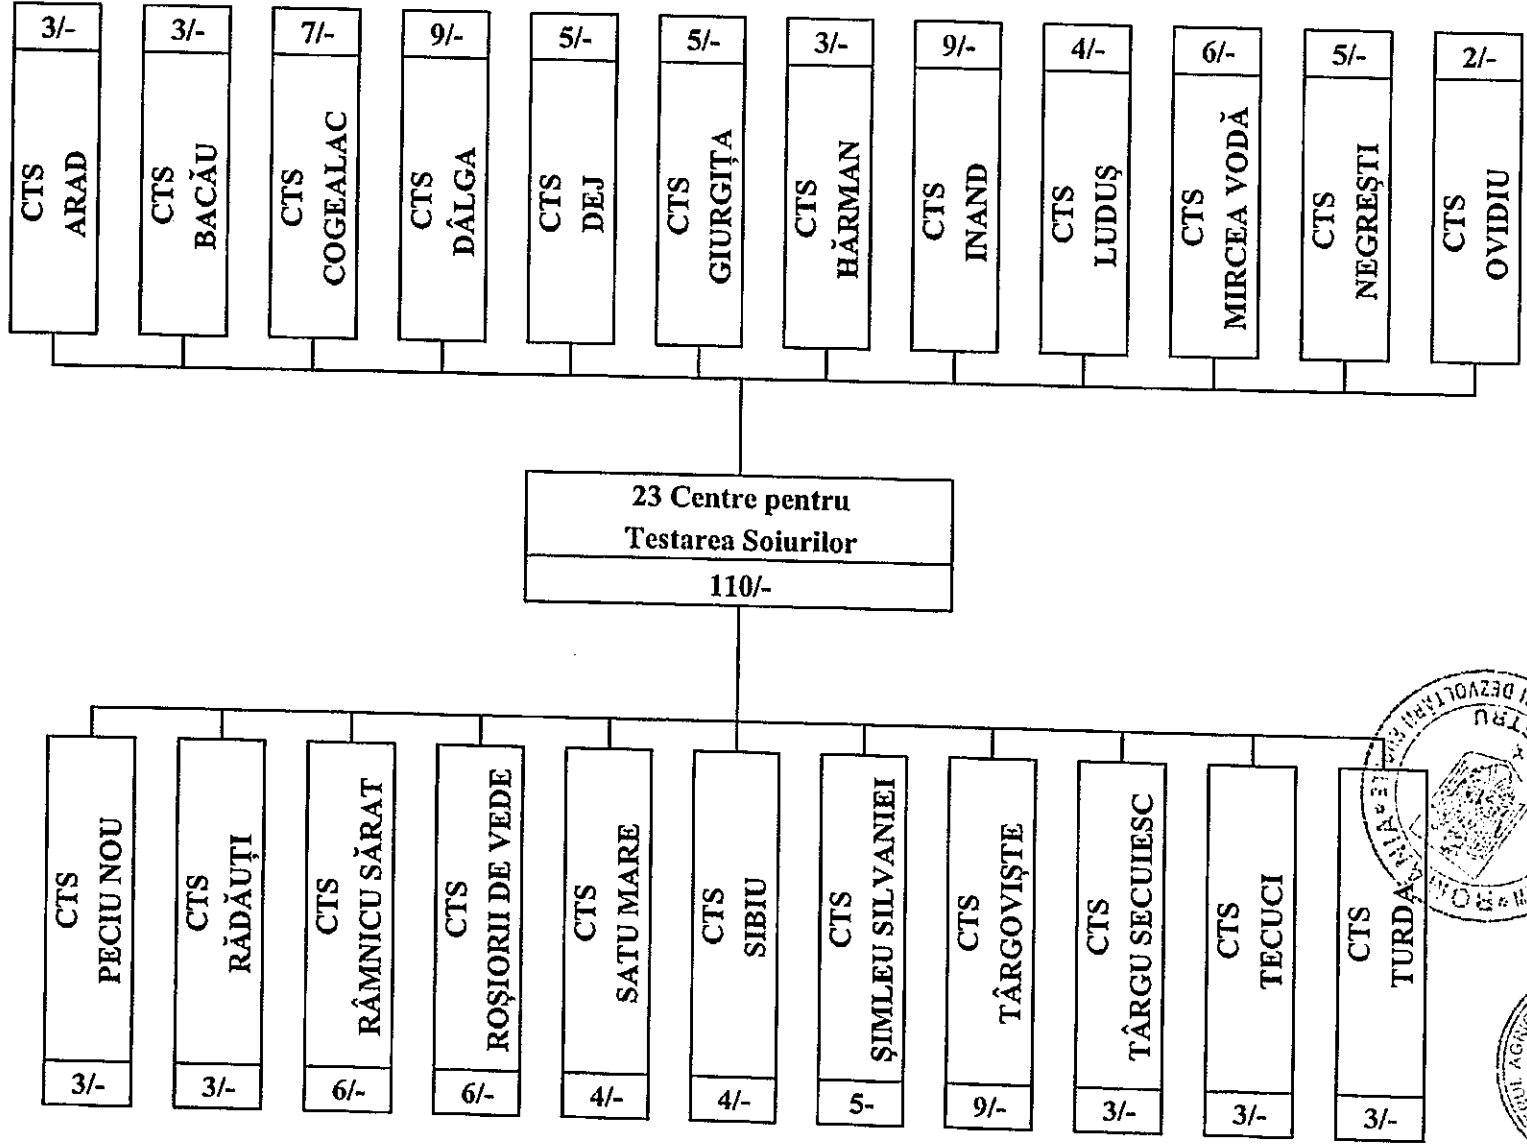 3/-
CTS
ARAD
3/-
CTS
BACĂU
7/-
CTS
COGEALAC
9/-
CTS
DÂLGA
5/-
CTS
DEJ
5/-
CTS
GIURGIȚA
3/-
CTS
HĂRMAN
9/-
CTS
INAND
4/-
CTS
LUDUȘ
6/-
CTS
MIRCEA VODĂ
5/-
CTS
NEGREȘTI
2/-
CTS
OVIDIU
23 Centre pentru
Testarea Soiurilor
110/-
CTS
PECIU NOU
3/-
CTS
RĂDĂUȚI
3/-
CTS
RÂMNICU SĂRAT
6/-
CTS
ROȘIORII DE VEDE
6/-
CTS
SATU MARE
4/-
CTS
SIBIU
4/-
CTS
ȘIMLEU SILVANIEI
5-
CTS
TÂRGOVIȘTE
9/-
CTS
TÂRGU SECUIESC
3/-
CTS
TECUCI
3/-
CTS
TURDA
3/-